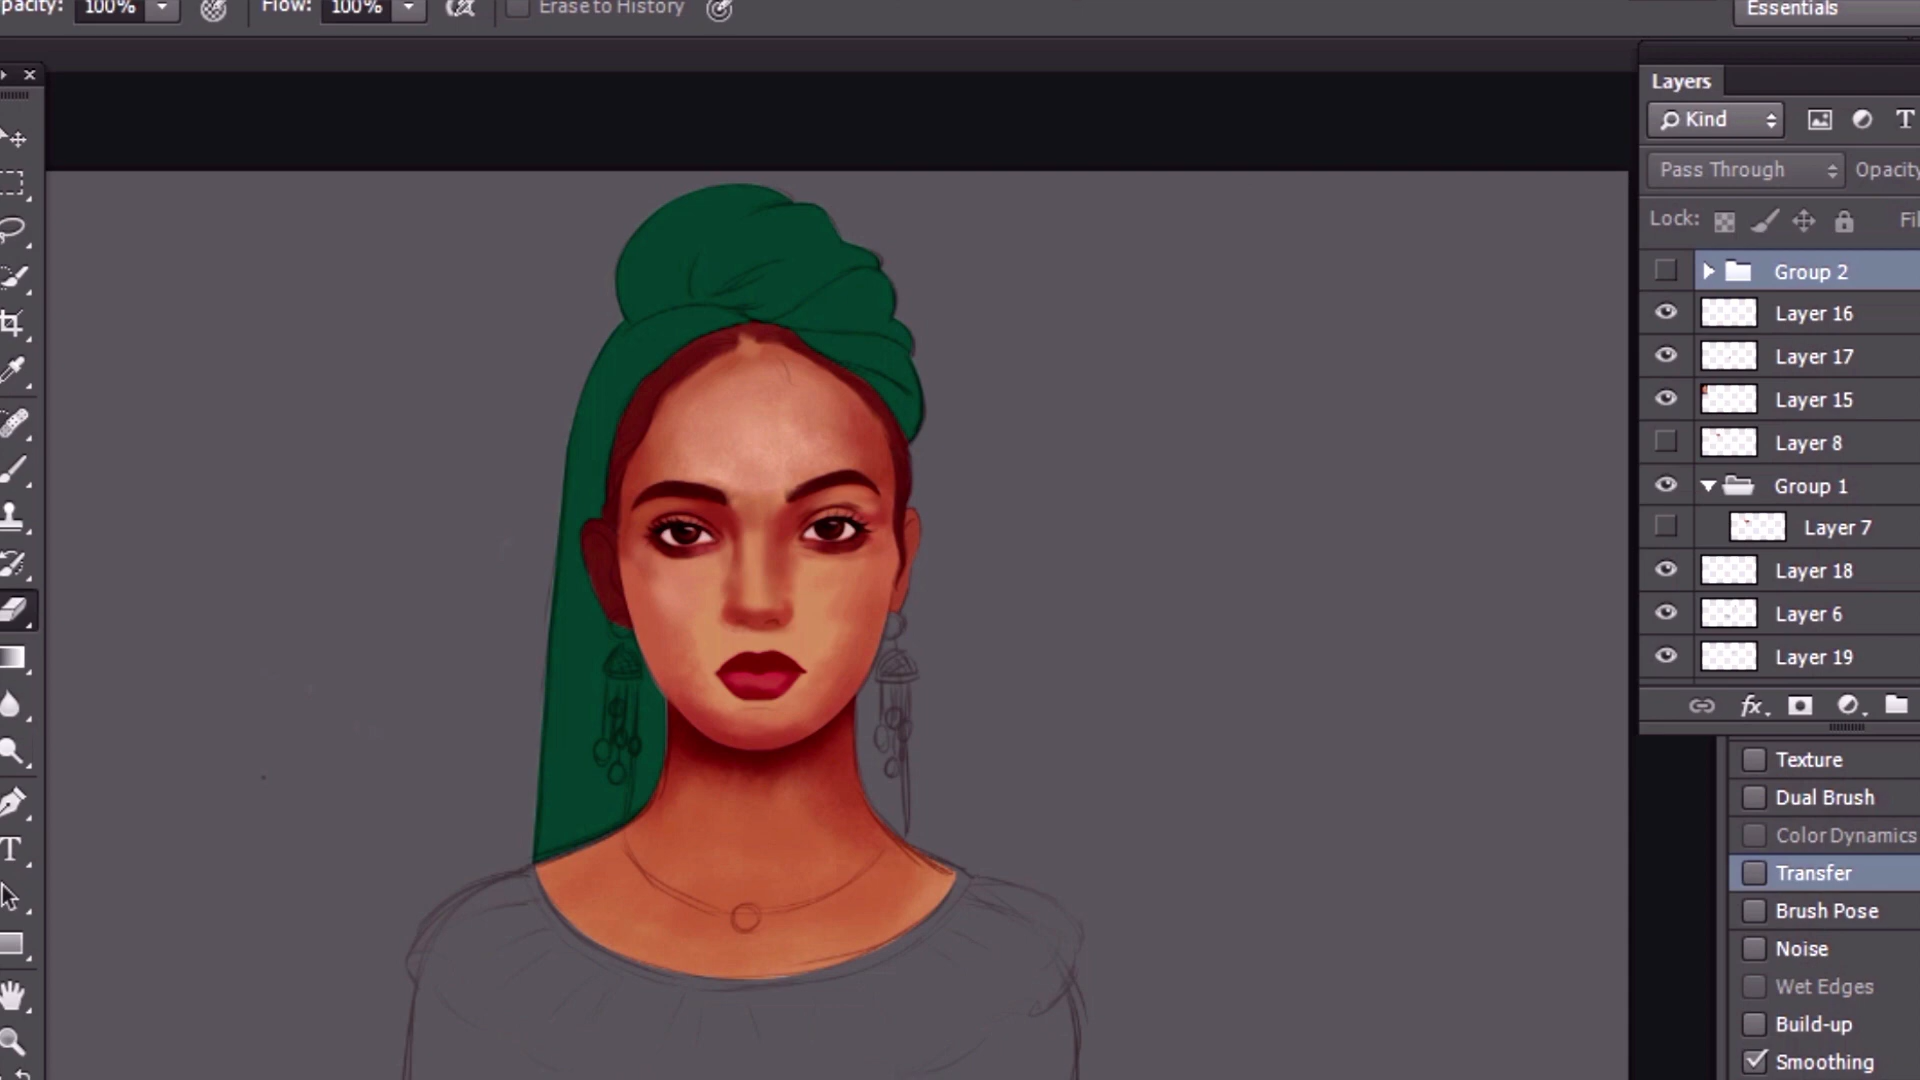 pacity: 100% Flow: 100% Erase to History Essentials
Layers
Kind T
Pass Through Opacity
Lock: Fil
Group 2
Layer 16
Layer 17
Layer 15
Layer 8
Group 1
Layer 7
Layer 18
Layer 6
Layer 19
fx
Texture
Dual Brush
Color Dynamics
Transfer
Brush Pose
Noise
Wet Edges
Build-up
Smoothing
T